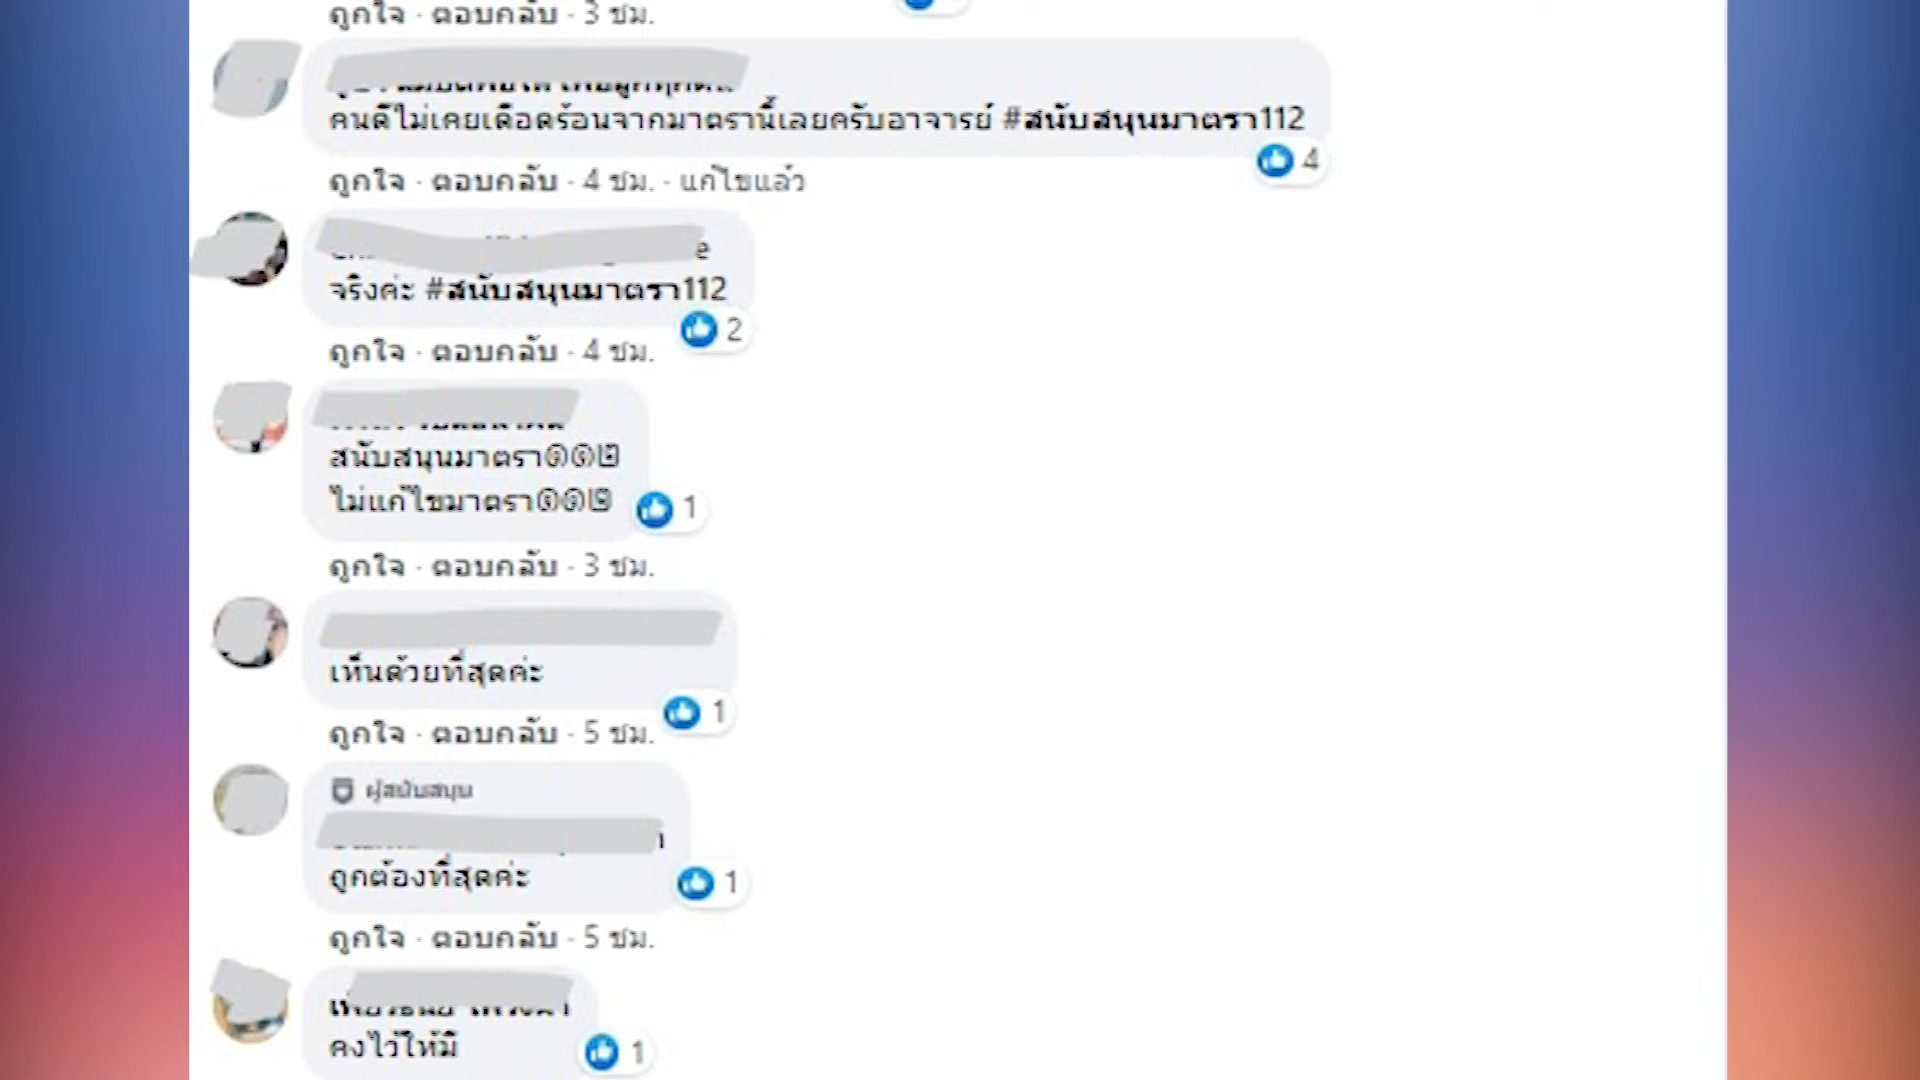 ถูกใจ · ตอบกลับ · 3 ชม.
คนดีไม่เคยเดือดร้อนจากมาตรานี้เลยครับอาจารย์ #สนับสนุนมาตรา112
4
ถูกใจ · ตอบกลับ · 4 ชม. · แก้ไขแล้ว
จริงค่ะ #สนับสนุนมาตรา112
2
ถูกใจ · ตอบกลับ · 4 ชม.
สนับสนุนมาตรา๑๑๒
ไม่แก้ไขมาตรา๑๑๒
1
ถูกใจ · ตอบกลับ · 3 ชม.
เห็นด้วยที่สุดค่ะ
1
ถูกใจ · ตอบกลับ · 5 ชม.
ผู้สนับสนุน
ถูกต้องที่สุดค่ะ
1
ถูกใจ · ตอบกลับ · 5 ชม.
คงไว้ให้มี
1